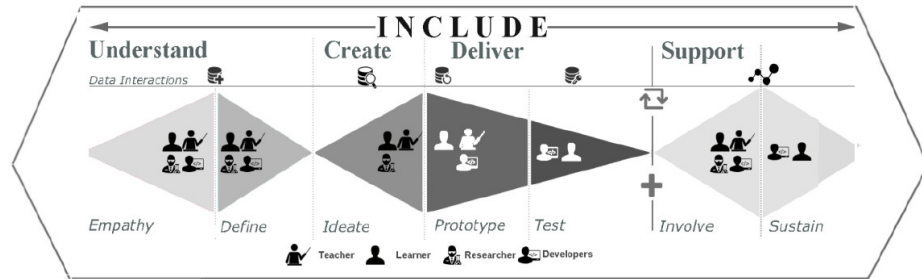 INCLUDE
Understand Create Deliver Support
Data Interactions
Empathy Define Ideate Prototype Test Involve Sustain
Teacher Learner Researcher Developers